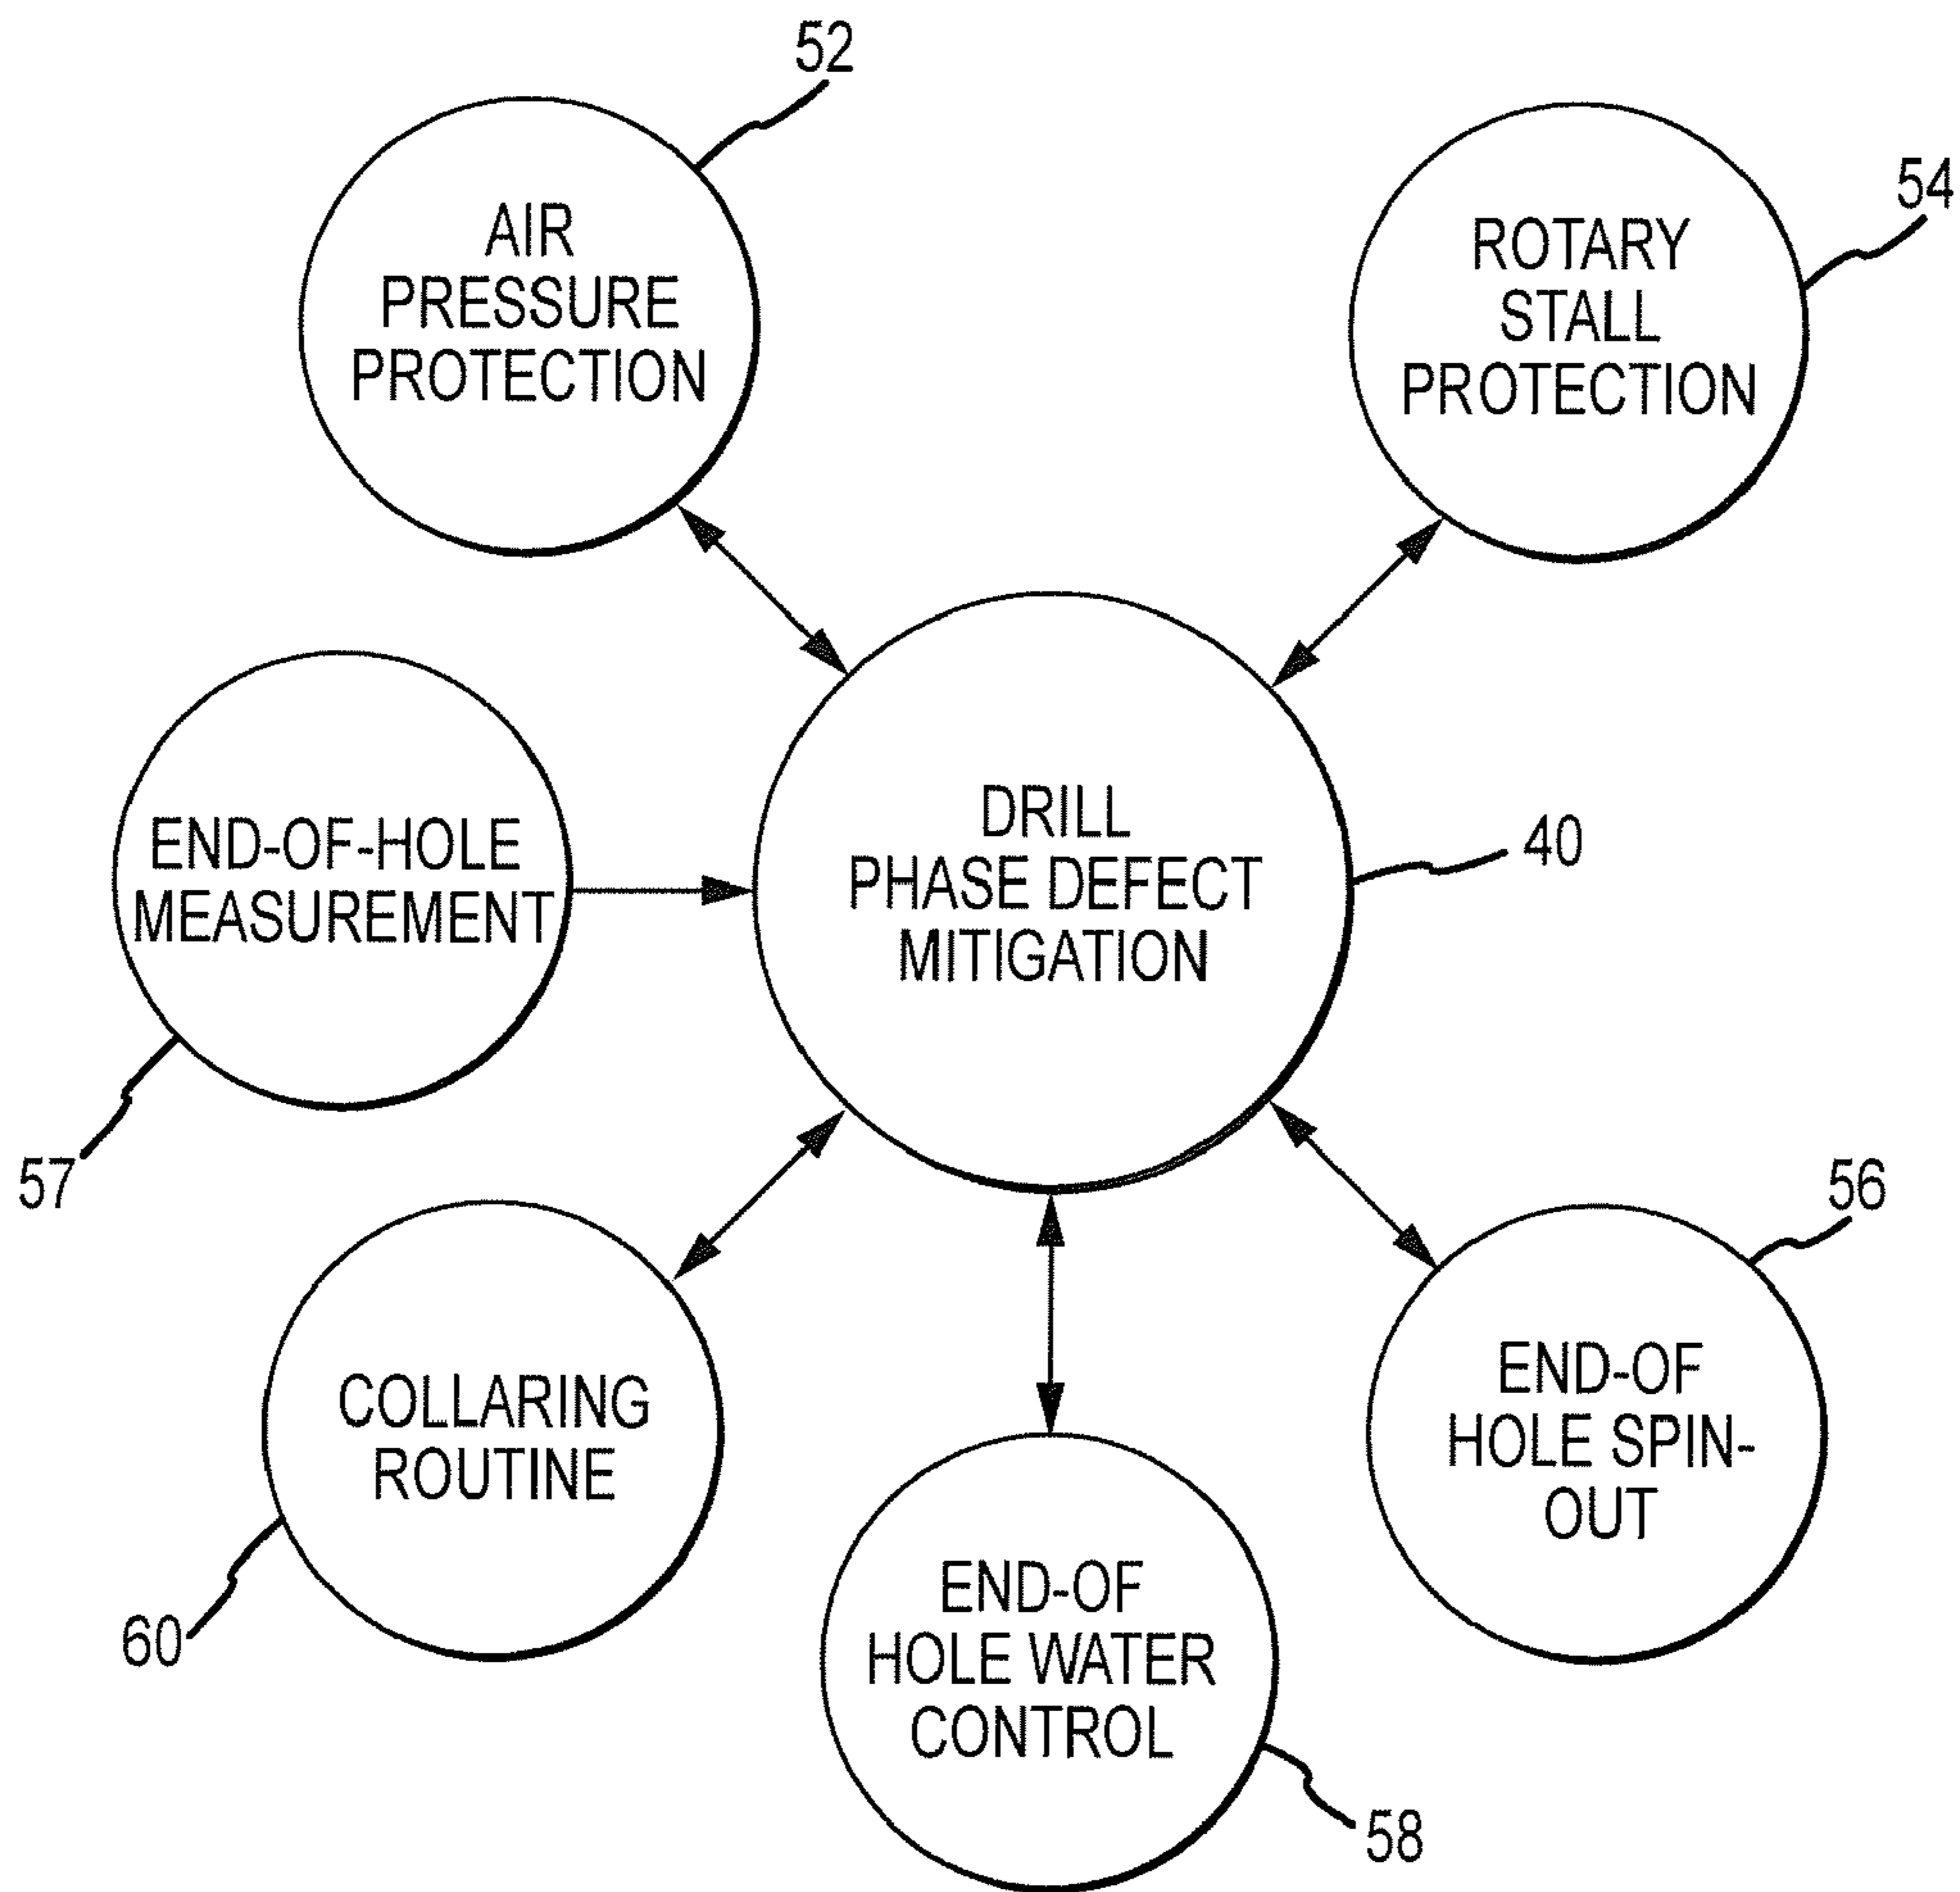 52
AIR
PRESSURE
PROTECTION
54
ROTARY
STALL
PROTECTION
END-OF-HOLE
MEASUREMENT
57
DRILL
PHASE DEFECT
MITIGATION
40
56
END-OF
HOLE SPIN-
OUT
COLLARING
ROUTINE
60
END-OF
HOLE WATER
CONTROL
58